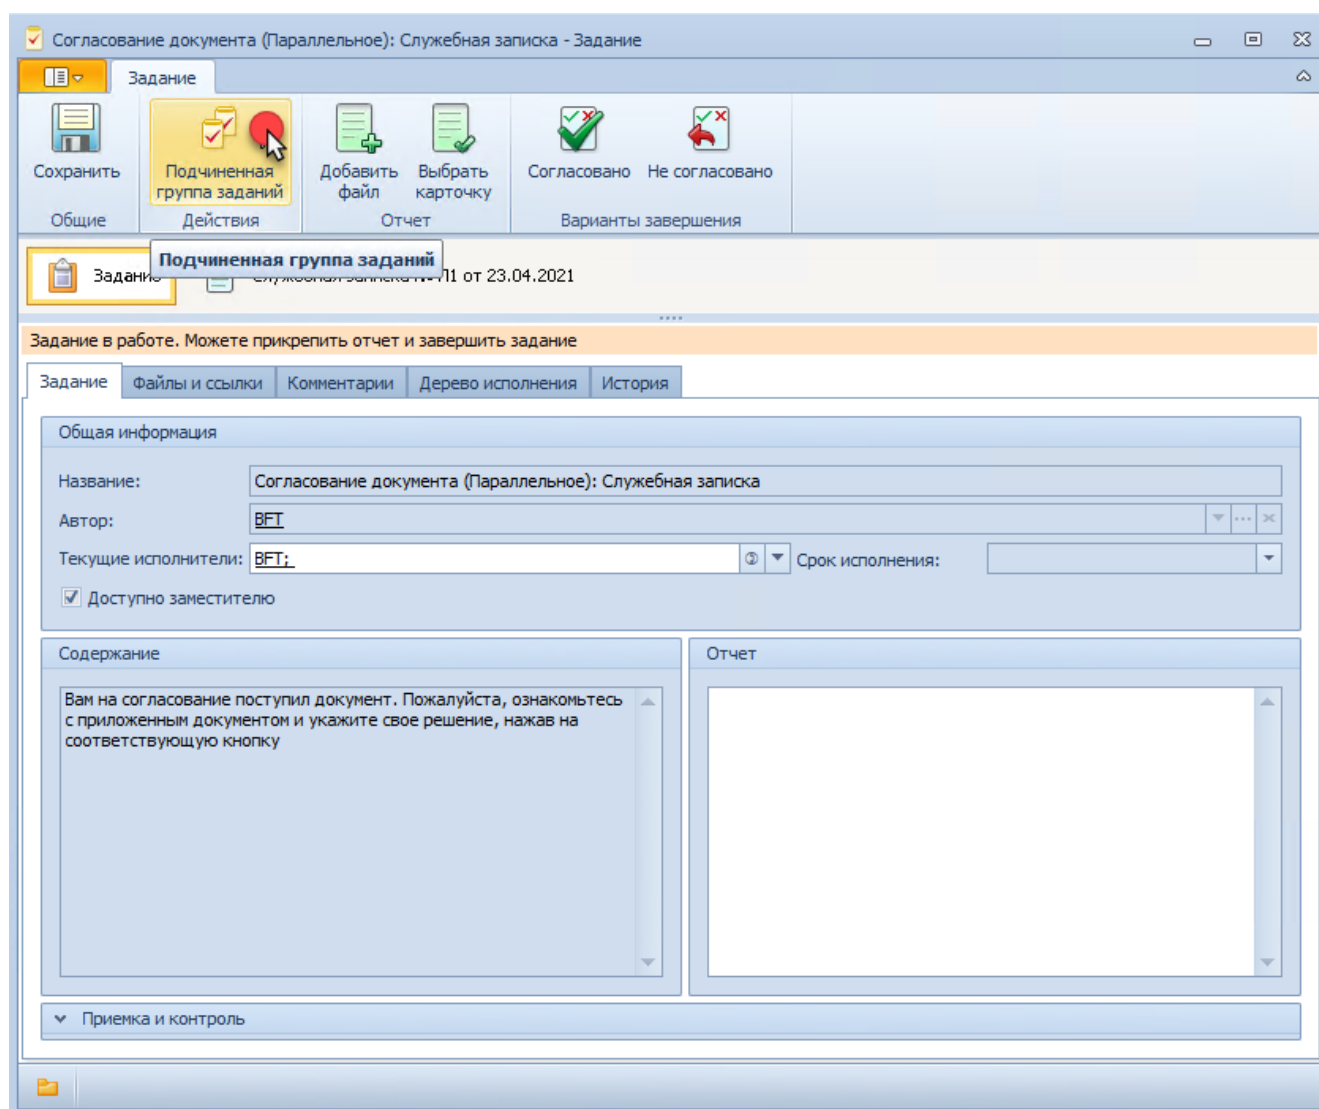 Согласование документа (Параллельное): Служебная записка - Задание
Задание
Сохранить
Подчиненная
группа заданий
Добавить
файл
Выбрать
карточку
Согласовано
Не согласовано
Общие
Действия
Отчет
Варианты завершения
Подчиненная группа заданий
от 23.04.2021
Задание в работе. Можете прикрепить отчет и завершить задание
Задание
Файлы и ссылки
Комментарии
Дерево исполнения
История
Общая информация
Название:
Согласование документа (Параллельное): Служебная записка
Автор:
BFT
Текущие исполнители:
BFT;
Срок исполнения:
Доступно заместителю
Содержание
Отчет
Вам на согласование поступил документ. Пожалуйста, ознакомьтесь
с приложенным документом и укажите свое решение, нажав на
соответствующую кнопку
Приемка и контроль